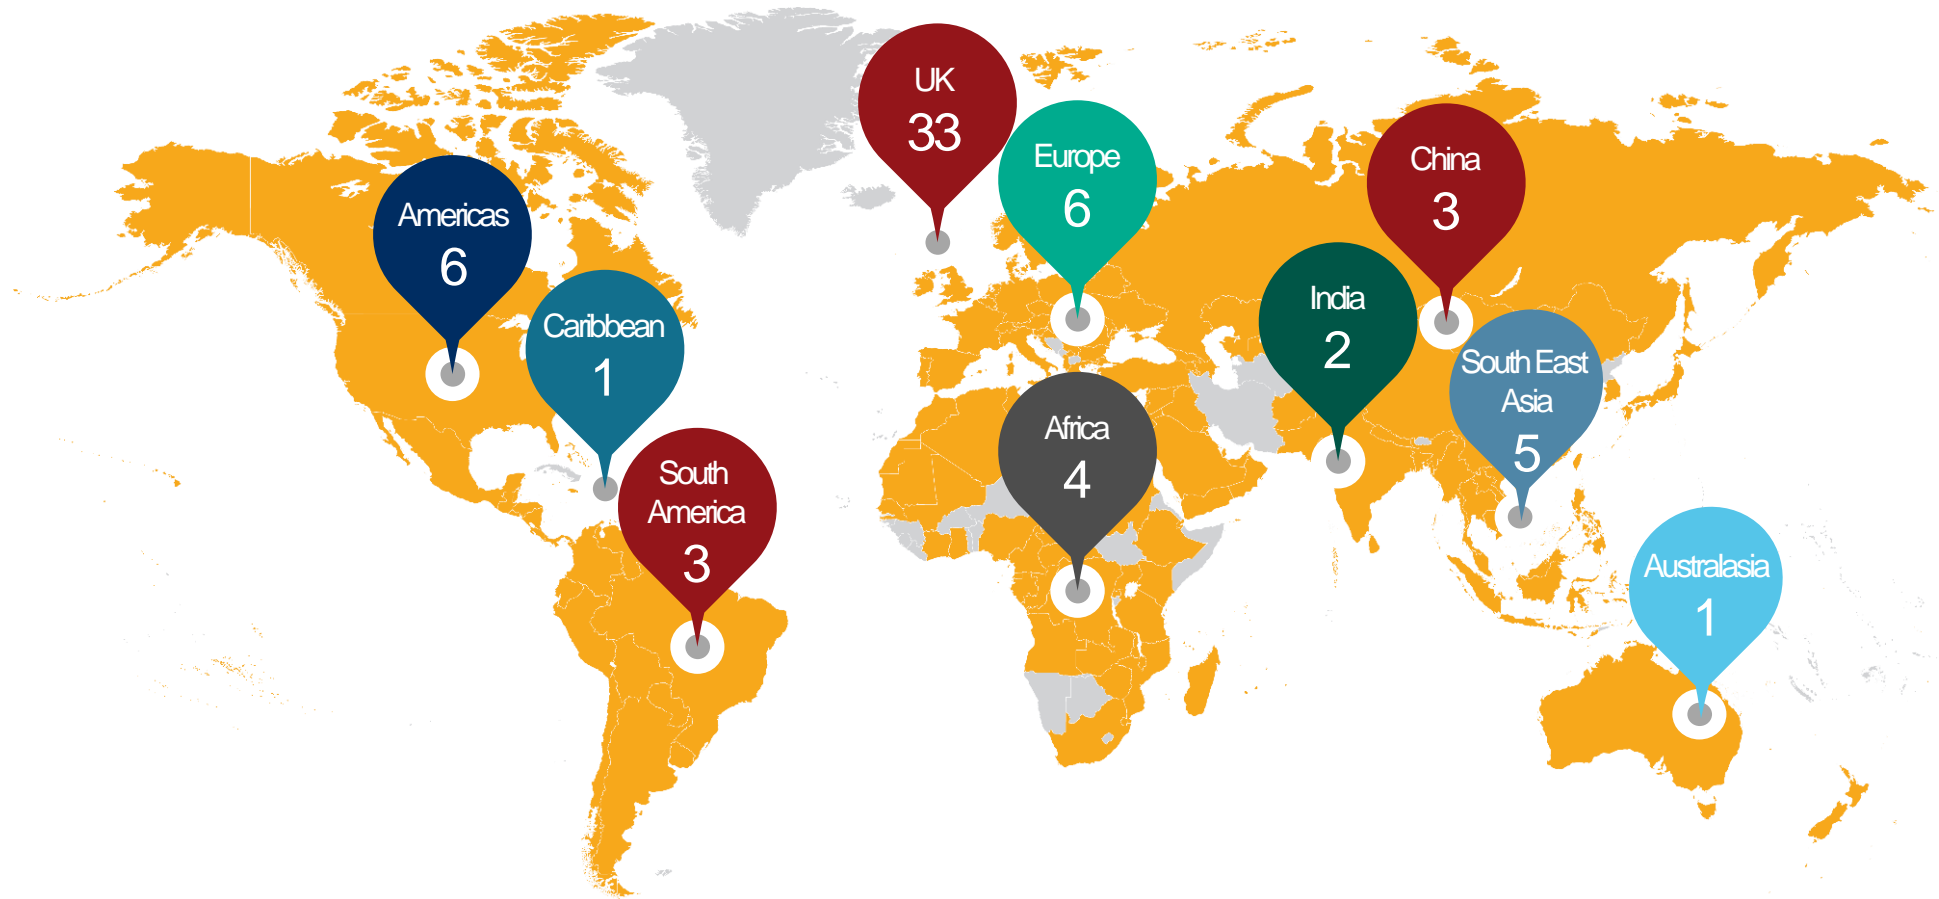 UK
33
Europe
6
China
3
Americas
6
India
2
Caribbean
1
South East
Asia
5
Africa
4
South
America
3
Australasia
1